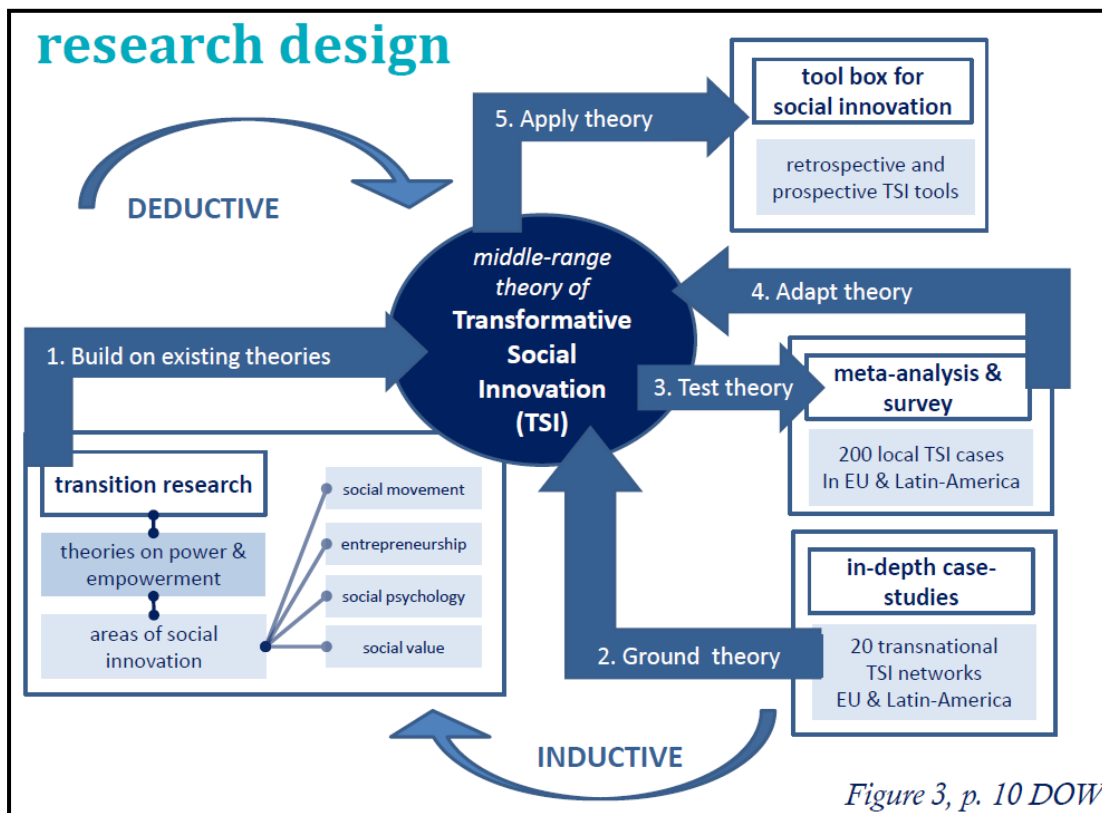 research design
tool box for
social innovation
retrospective and
prospective TSI tools
5. Apply theory
DEDUCTIVE
middle-range
theory of
Transformative
Social
Innovation
(TSI)
4. Adapt theory
1. Build on existing theories
3. Test theory
meta-analysis &
survey
200 local TSI cases
In EU & Latin-America
transition research
theories on power &
empowerment
areas of social
innovation
social movement
entrepreneurship
social psychology
social value
in-depth case-
studies
20 transnational
TSI networks
EU & Latin-America
2. Ground theory
INDUCTIVE
Figure 3, p. 10 DOW